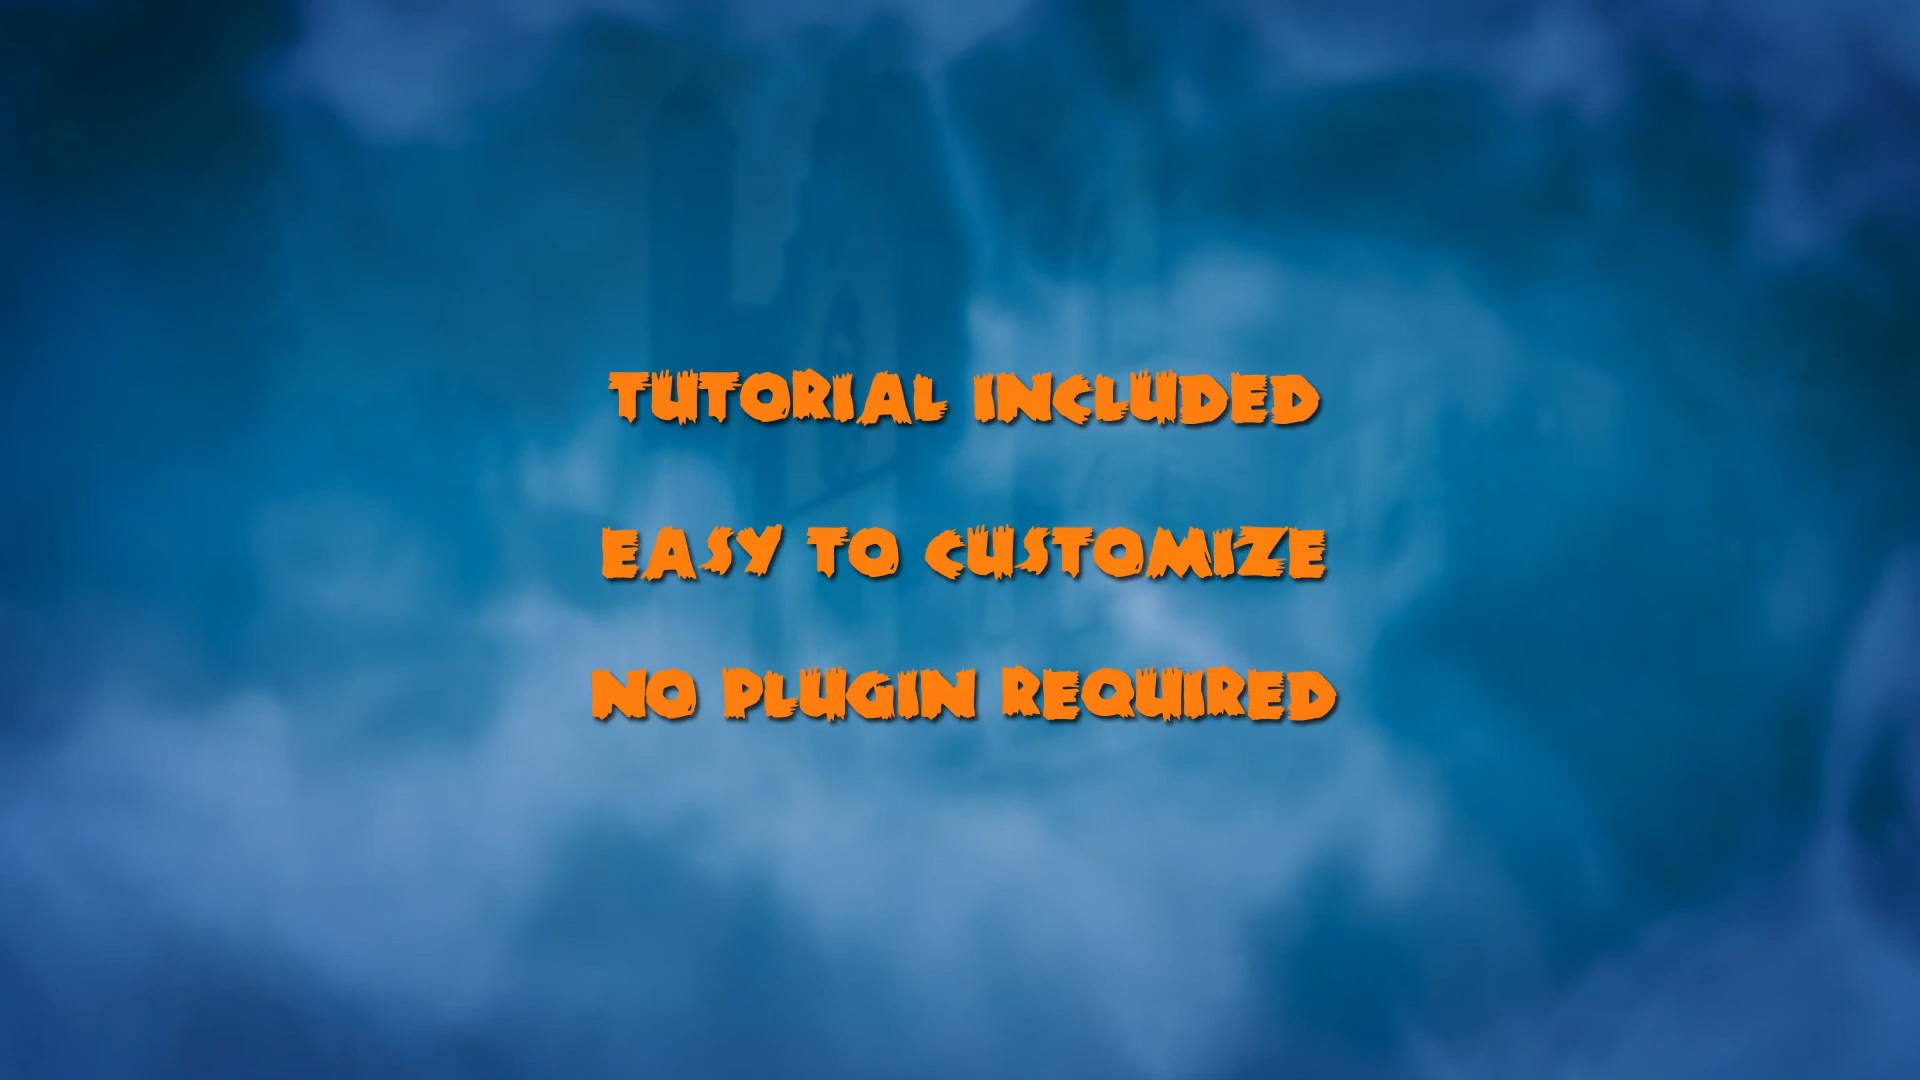 TUTORIAL INCLUDED
EASY TO CUSTOMIZE
NO PLUGIN REQUIRED